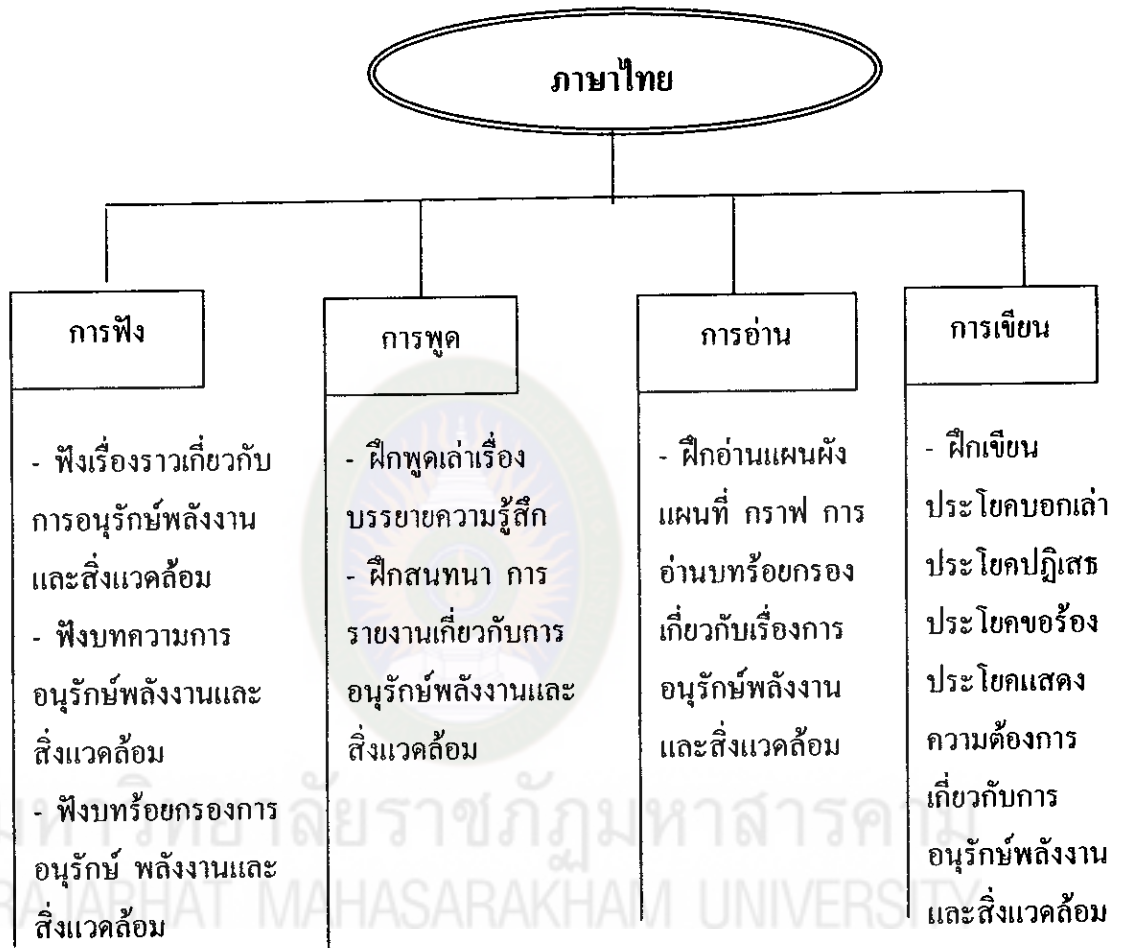 ภาษาไทย
การฟัง
- ฟังเรื่องราวเกี่ยวกับ
การอนุรักษ์พลังงาน
และสิ่งแวดล้อม
- ฟังบทความการ
อนุรักษ์พลังงานและ
สิ่งแวดล้อม
- ฟังบทร้อยกรองการ
อนุรักษ์ พลังงานและ
สิ่งแวดล้อม
การพูด
- ฝึกพูดเล่าเรื่อง
บรรยายความรู้สึก
- ฝึกสนทนา การ
รายงานเกี่ยวกับการ
อนุรักษ์พลังงานและ
สิ่งแวดล้อม
การอ่าน
- ฝึกอ่านแผนผัง
แผนที่ กราฟ การ
อ่านบทร้อยกรอง
เกี่ยวกับเรื่องการ
อนุรักษ์พลังงาน
และสิ่งแวดล้อม
การเขียน
- ฝึกเขียน
ประโยคบอกเล่า
ประโยคปฏิเสธ
ประโยคขอร้อง
ประโยคแสดง
ความต้องการ
เกี่ยวกับการ
อนุรักษ์พลังงาน
และสิ่งแวดล้อม
มหาวิทยาลัยราชภัฏมหาสารคาม
RAJABHAT MAHASARAKHAM UNIVERSITY